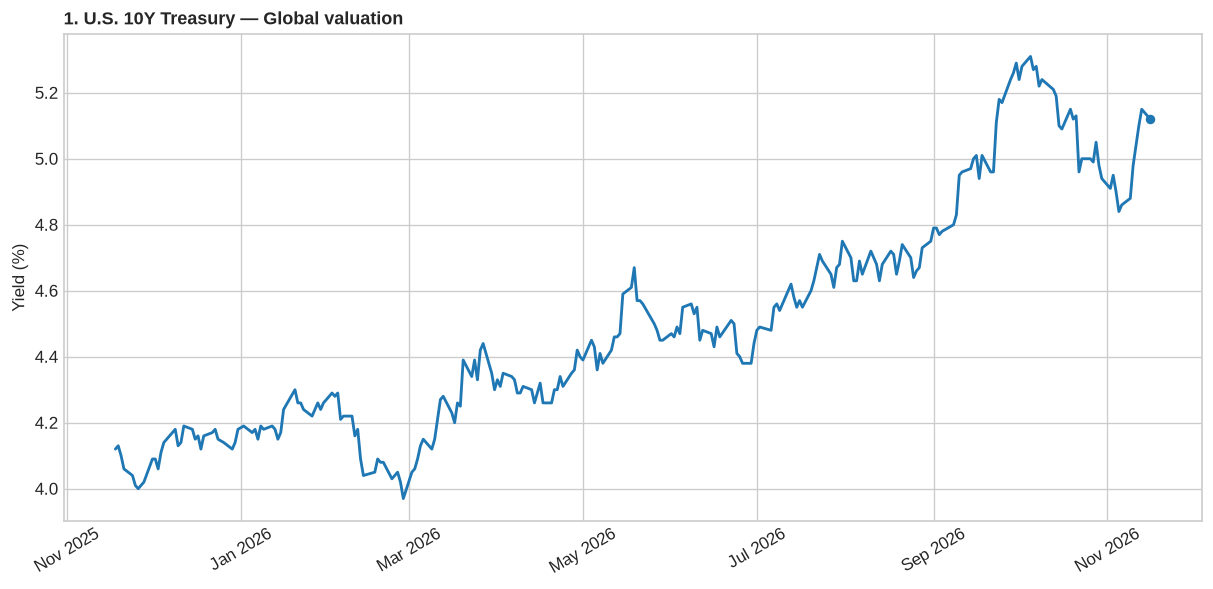 1. U.S. 10Y Treasury — Global valuation
Yield (%)
5.2
5.0
4.8
4.6
4.4
4.2
4.0
Nov 2025
Jan 2026
Mar 2026
May 2026
Jul 2026
Sep 2026
Nov 2026